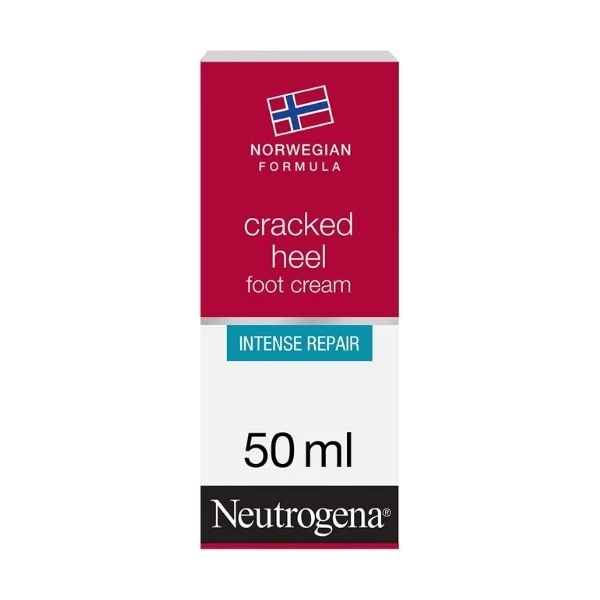 NORWEGIAN
FORMULA
cracked
heel
foot cream
INTENSE REPAIR
50 ml
Neutrogena®